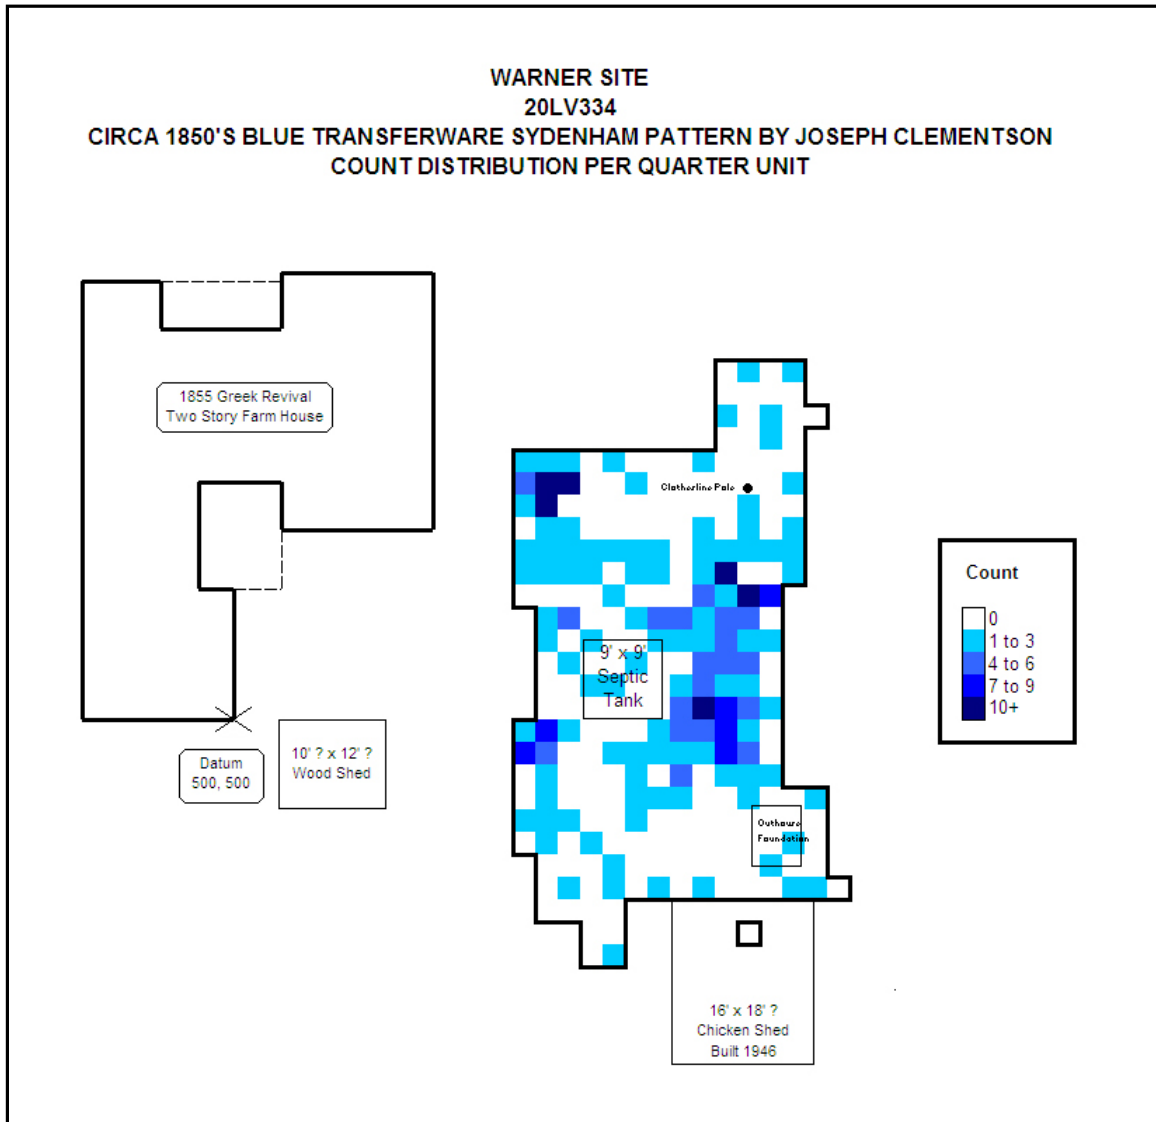 WARNER SITE
20LV334
CIRCA 1850'S BLUE TRANSFERWARE SYDENHAM PATTERN BY JOSEPH CLEMENTSON
COUNT DISTRIBUTION PER QUARTER UNIT
1855 Greek Revival
Two Story Farm House
Clothesline Pole
Count
0
1 to 3
4 to 6
7 to 9
10+
9' x 9'
Septic
Tank
10' ? x 12' ?
Wood Shed
Datum
500, 500
Outhouse
Foundation
16' x 18' ?
Chicken Shed
Built 1946